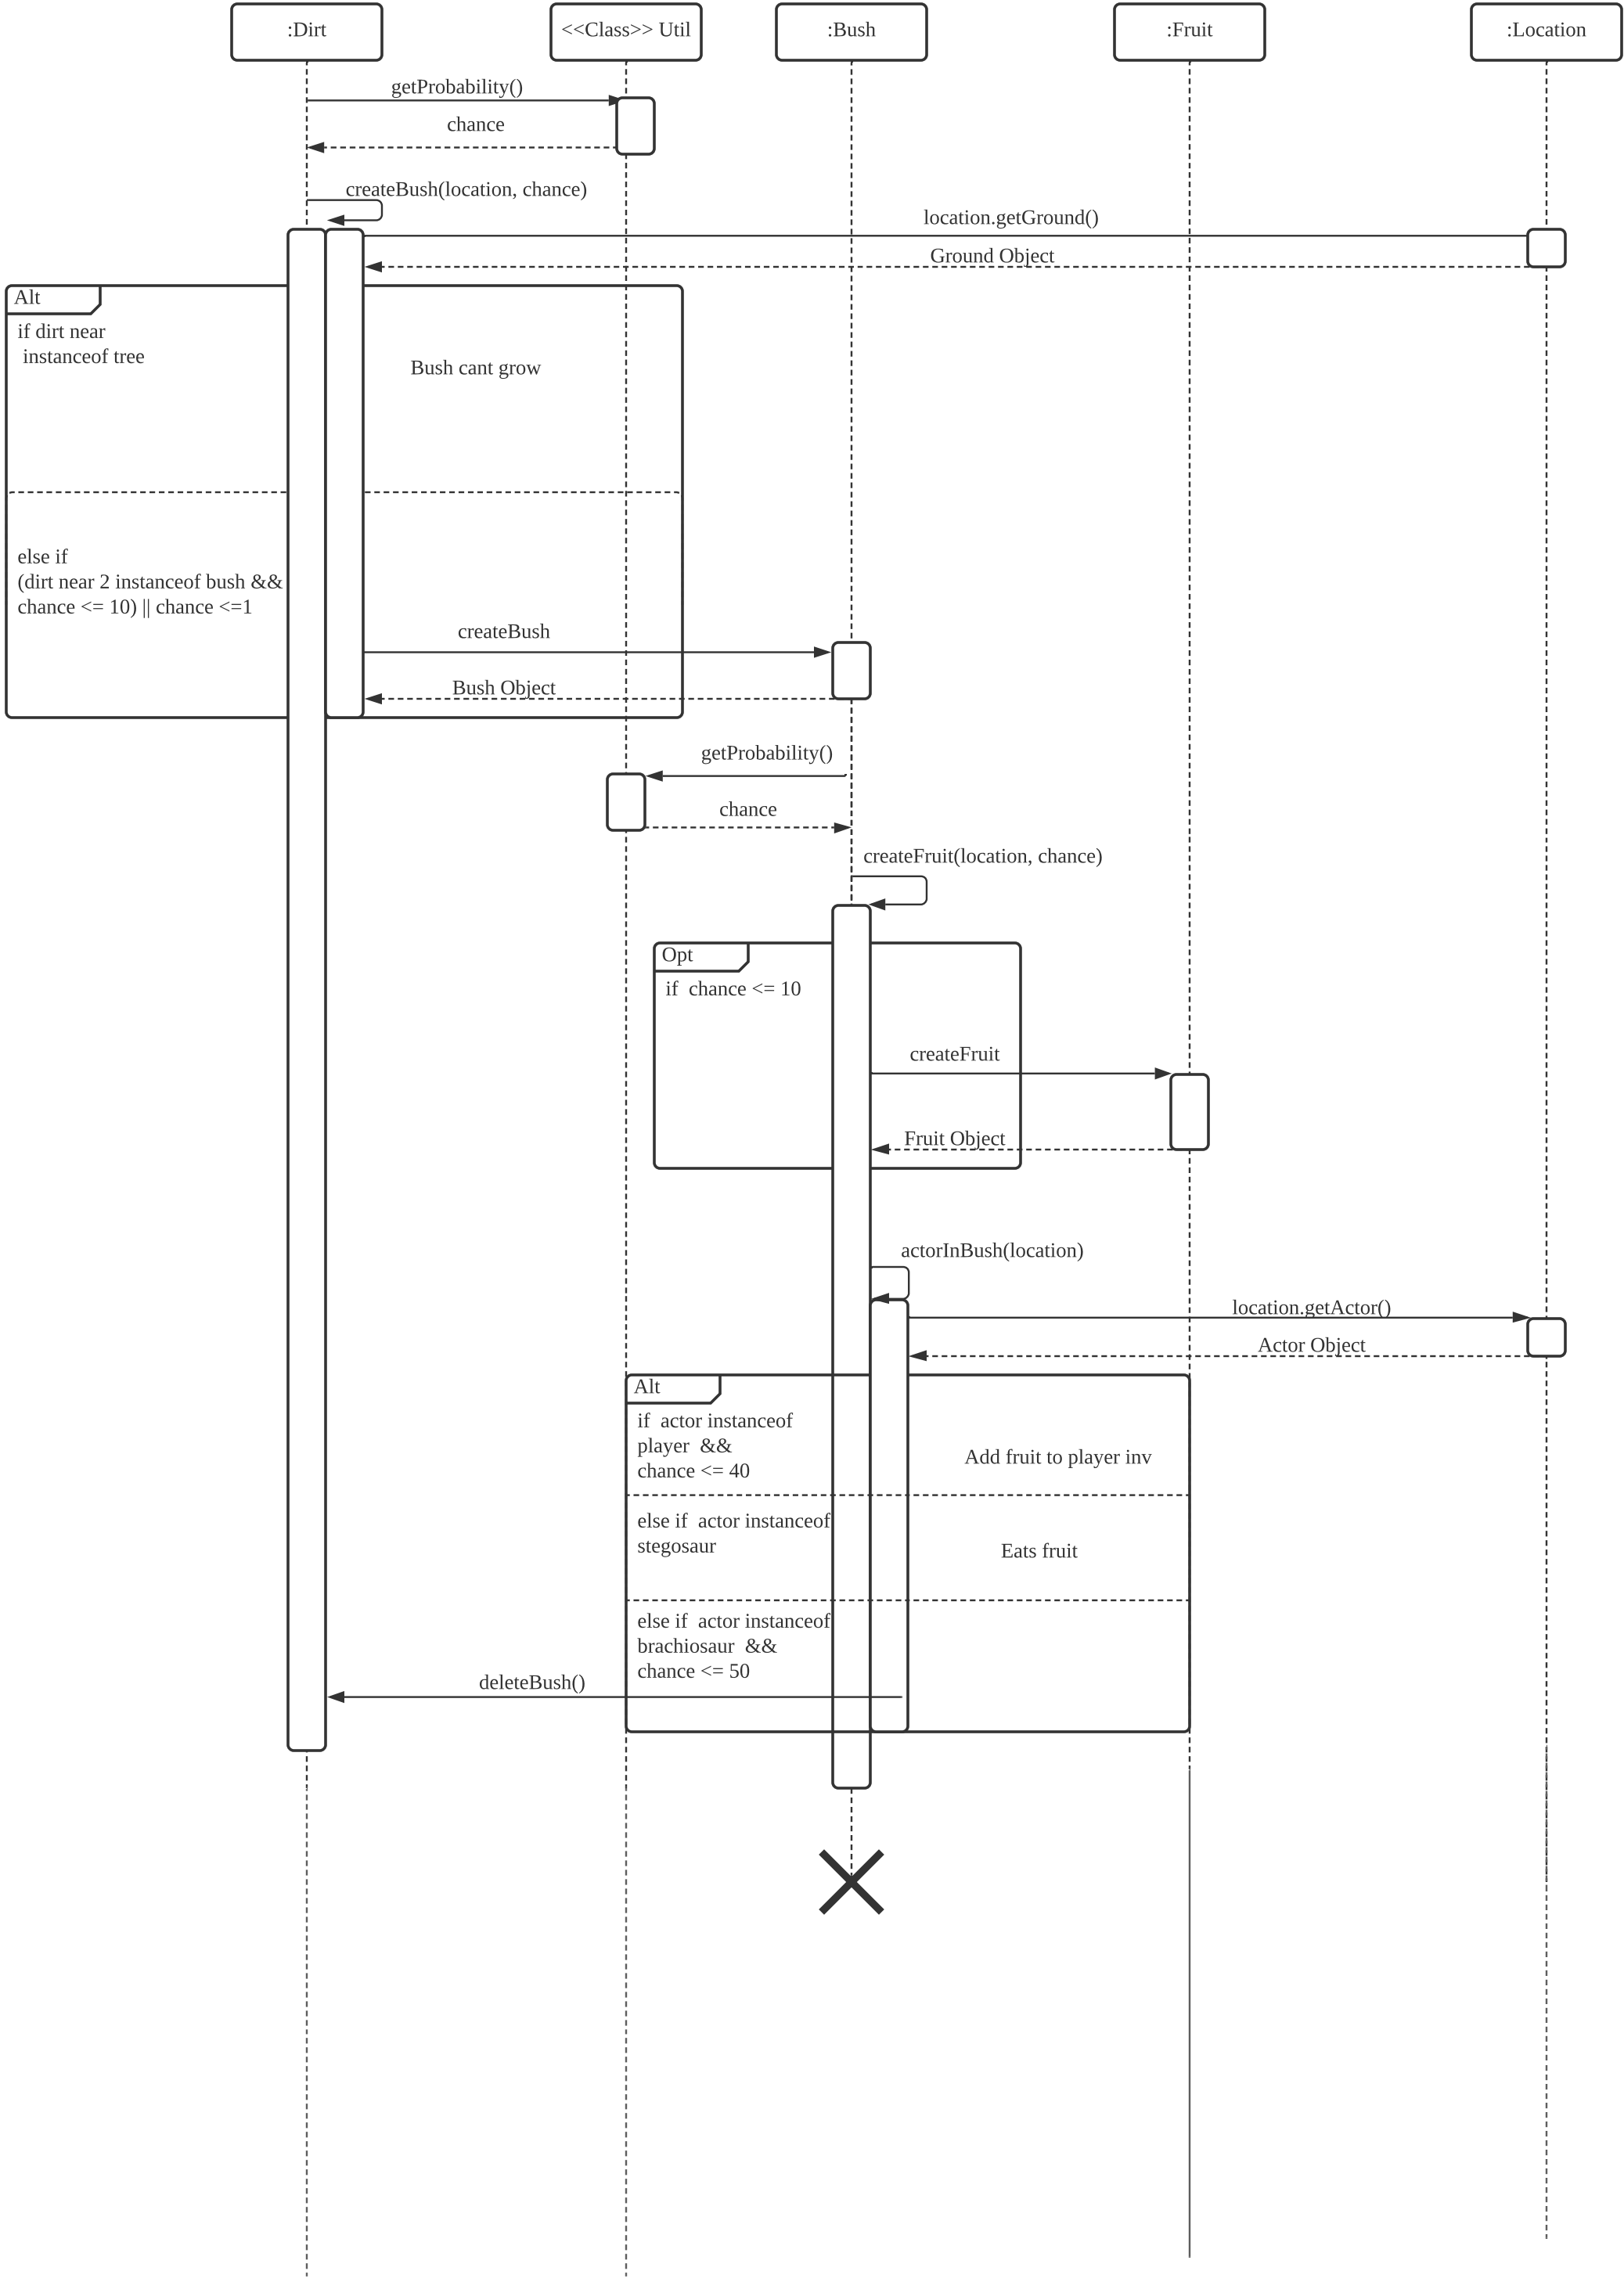 :Dirt
<<Class>> Util
:Bush
:Fruit
:Location
getProbability()
chance
createBush(location, chance)
location.getGround()
Ground Object
Alt
if dirt near
instanceof tree
Bush cant grow
else if
(dirt near 2 instanceof bush &&
chance <= 10) || chance <=1
createBush
Bush Object
getProbability()
chance
createFruit(location, chance)
Opt
if  chance <= 10
createFruit
Fruit Object
actorInBush(location)
location.getActor()
Actor Object
Alt
if  actor instanceof
player  &&
chance <= 40
Add fruit to player inv
else if  actor instanceof
stegosaur
Eats fruit
else if  actor instanceof
brachiosaur  &&
chance <= 50
deleteBush()